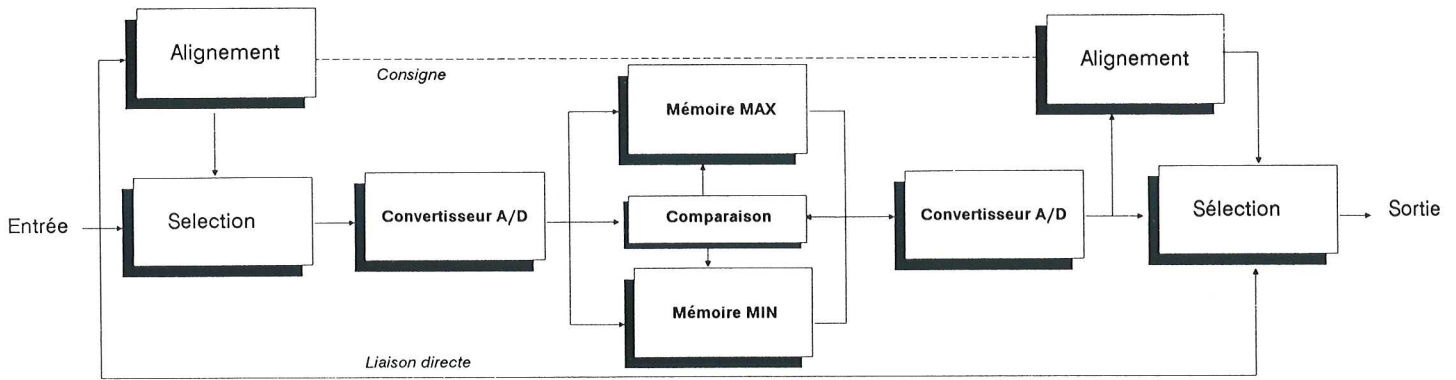 Alignement
Alignement
Consigne
Mémoire MAX
Entrée
Selection
Convertisseur A/D
Comparaison
Convertisseur A/D
Sélection
Sortie
Mémoire MIN
Liaison directe